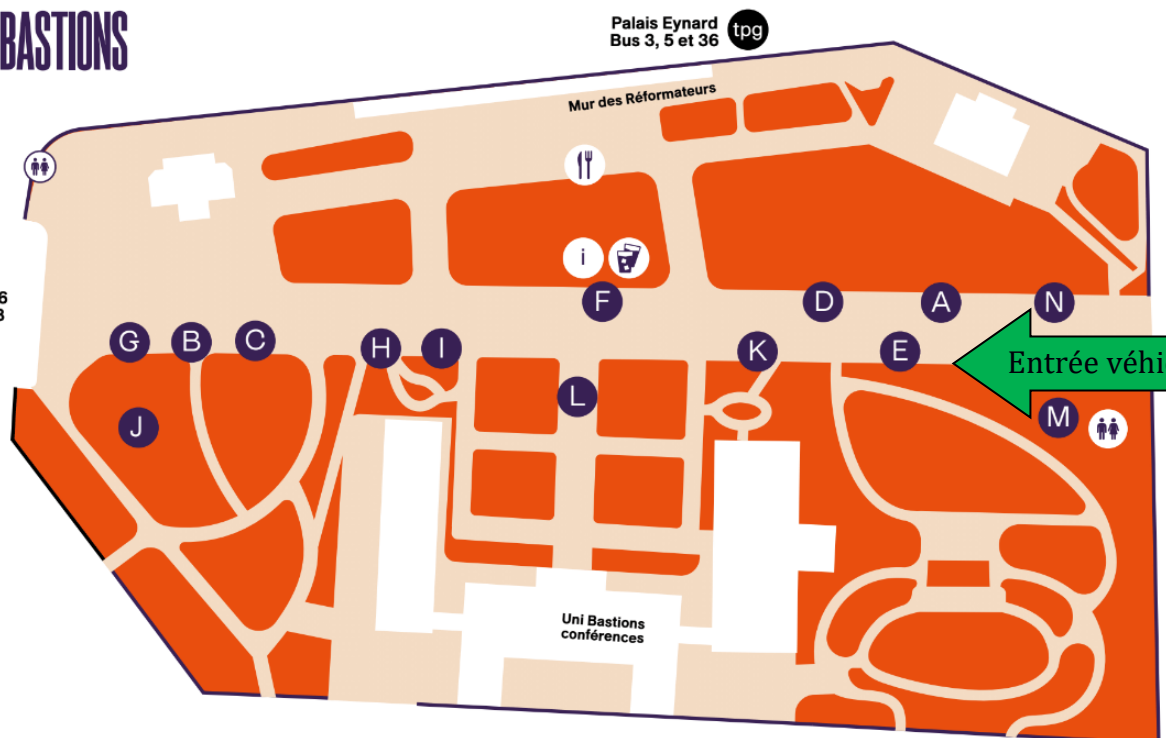 BASTIONS
Palais Eynard
Bus 3, 5 et 36
tpg
Mur des Réformateurs
i
F
D
A
N
G
B
C
H
I
K
E
Entrée véhi
J
L
M
Uni Bastions
conférences